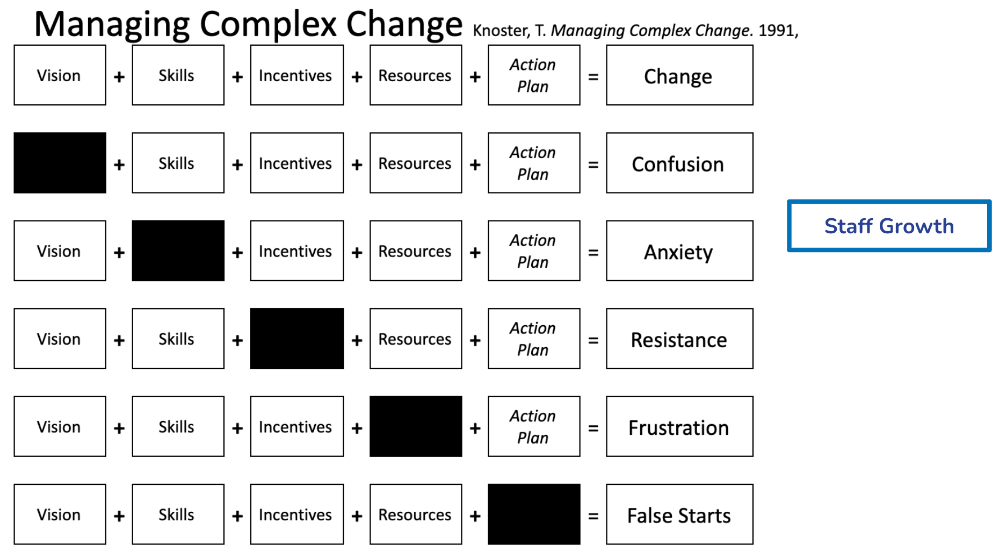 Managing Complex Change Knoster, T. Managing Complex Change. 1991,
Vision + Skills + Incentives + Resources + Action Plan = Change
+ Skills + Incentives + Resources + Action Plan = Confusion
Staff Growth
Vision + + Incentives + Resources + Action Plan = Anxiety
Vision + Skills + + Resources + Action Plan = Resistance
Vision + Skills + Incentives + + Action Plan = Frustration
Vision + Skills + Incentives + Resources + = False Starts